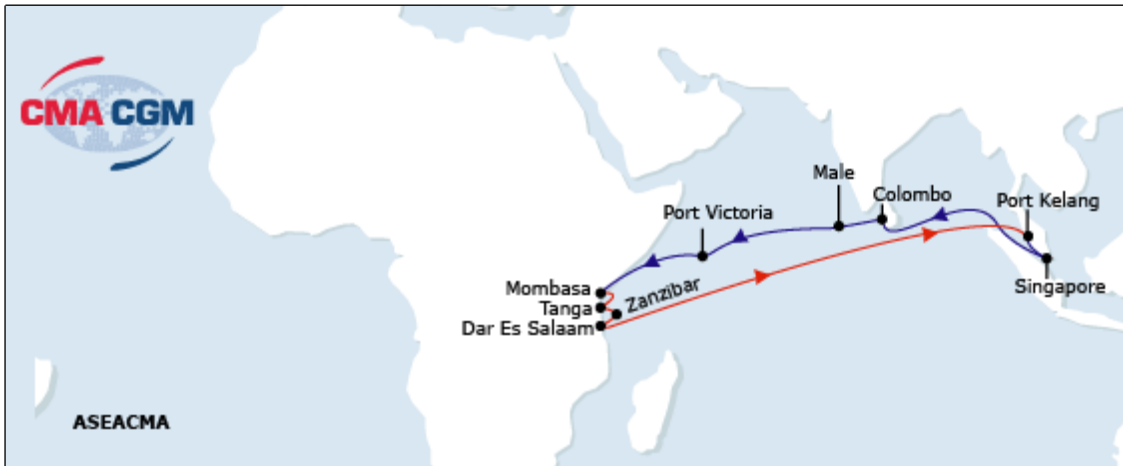 CMA CGM
Male
Colombo
Port Kelang
Port Victoria
Singapore
Mombasa
Zanzibar
Tanga
Dar Es Salaam
ASEACMA